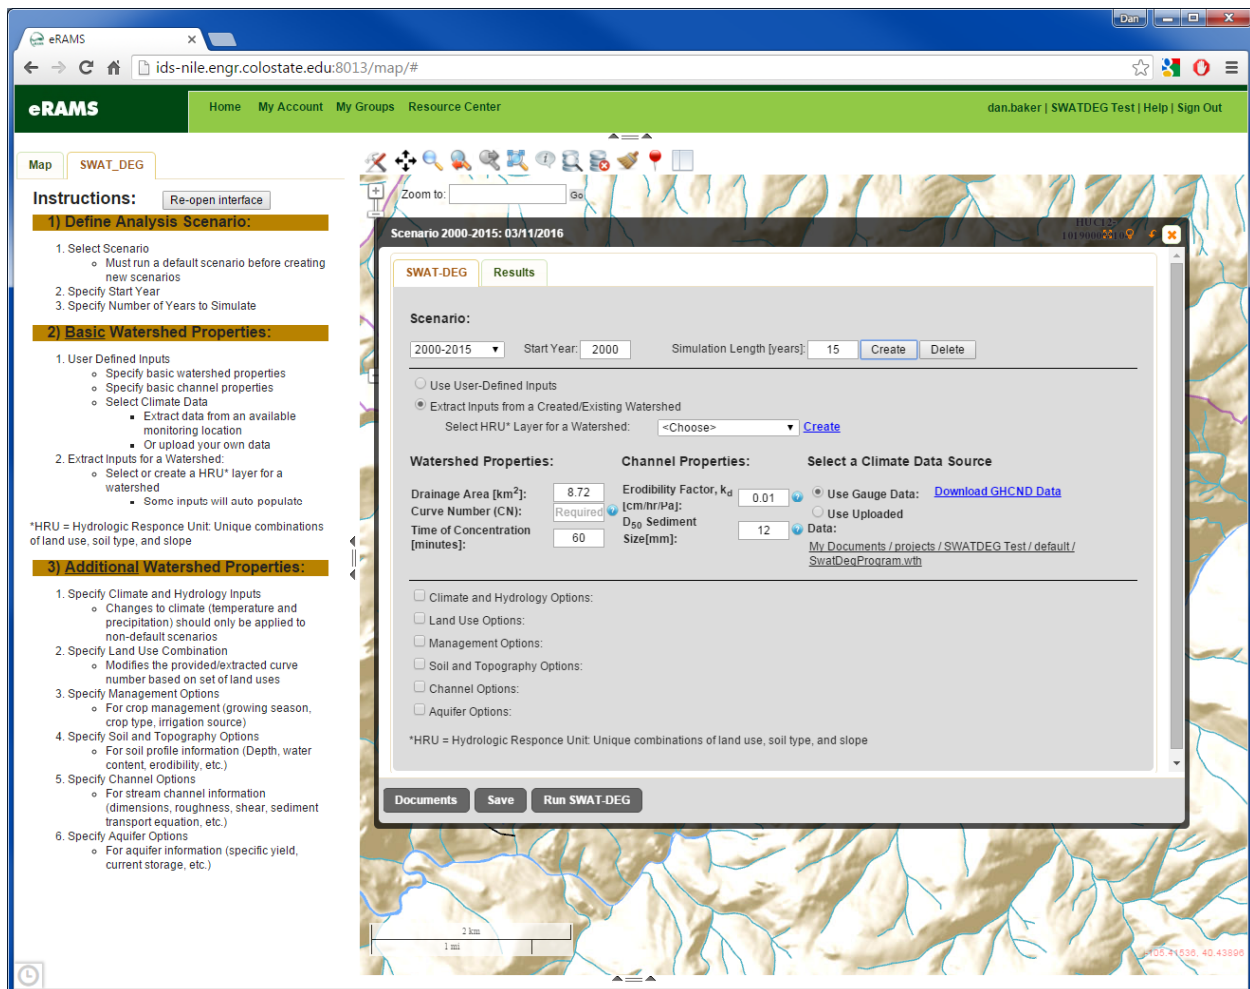 Dan
eRAMS
ids-nile.engr.colostate.edu:8013/map/#
eRAMS
Home My Account My Groups Resource Center
dan.baker | SWATDEG Test | Help | Sign Out
Map SWAT_DEG
Instructions: Re-open interface
1) Define Analysis Scenario:
1. Select Scenario
Must run a default scenario before creating
new scenarios
2. Specify Start Year
3. Specify Number of Years to Simulate
2) Basic Watershed Properties:
1. User Defined Inputs
Specify basic watershed properties
Specify basic channel properties
Select Climate Data
Extract data from an available
monitoring location
Or upload your own data
2. Extract Inputs for a Watershed:
Select or create a HRU* layer for a
watershed
Some inputs will auto populate
*HRU = Hydrologic Responce Unit: Unique combinations
of land use, soil type, and slope
3) Additional Watershed Properties:
1. Specify Climate and Hydrology Inputs
Changes to climate (temperature and
precipitation) should only be applied to
non-default scenarios
2. Specify Land Use Combination
Modifies the provided/extracted curve
number based on set of land uses
3. Specify Management Options
For crop management (growing season,
crop type, irrigation source)
4. Specify Soil and Topography Options
For soil profile information (Depth, water
content, erodibility, etc.)
5. Specify Channel Options
For stream channel information
(dimensions, roughness, shear, sediment
transport equation, etc.)
6. Specify Aquifer Options
For aquifer information (specific yield,
current storage, etc.)
Zoom to: Go
Scenario 2000-2015: 03/11/2016
SWAT-DEG Results
Scenario:
2000-2015 Start Year: 2000 Simulation Length [years]: 15 Create Delete
Use User-Defined Inputs
Extract Inputs from a Created/Existing Watershed
Select HRU* Layer for a Watershed: <Choose> Create
Watershed Properties: Channel Properties: Select a Climate Data Source
Drainage Area [km²]: 8.72
Curve Number (CN): Required
Time of Concentration
[minutes]: 60
Erodibility Factor, kd
[cm/hr/Pa]: 0.01
D50 Sediment
Size[mm]: 12
Use Gauge Data: Download GHCND Data
Use Uploaded
Data:
My Documents / projects / SWATDEG Test / default /
SwatDegProgram.wth
Climate and Hydrology Options:
Land Use Options:
Management Options:
Soil and Topography Options:
Channel Options:
Aquifer Options:
*HRU = Hydrologic Responce Unit: Unique combinations of land use, soil type, and slope
Documents Save Run SWAT-DEG
2 km
1 mi
-105.41536, 40.43896